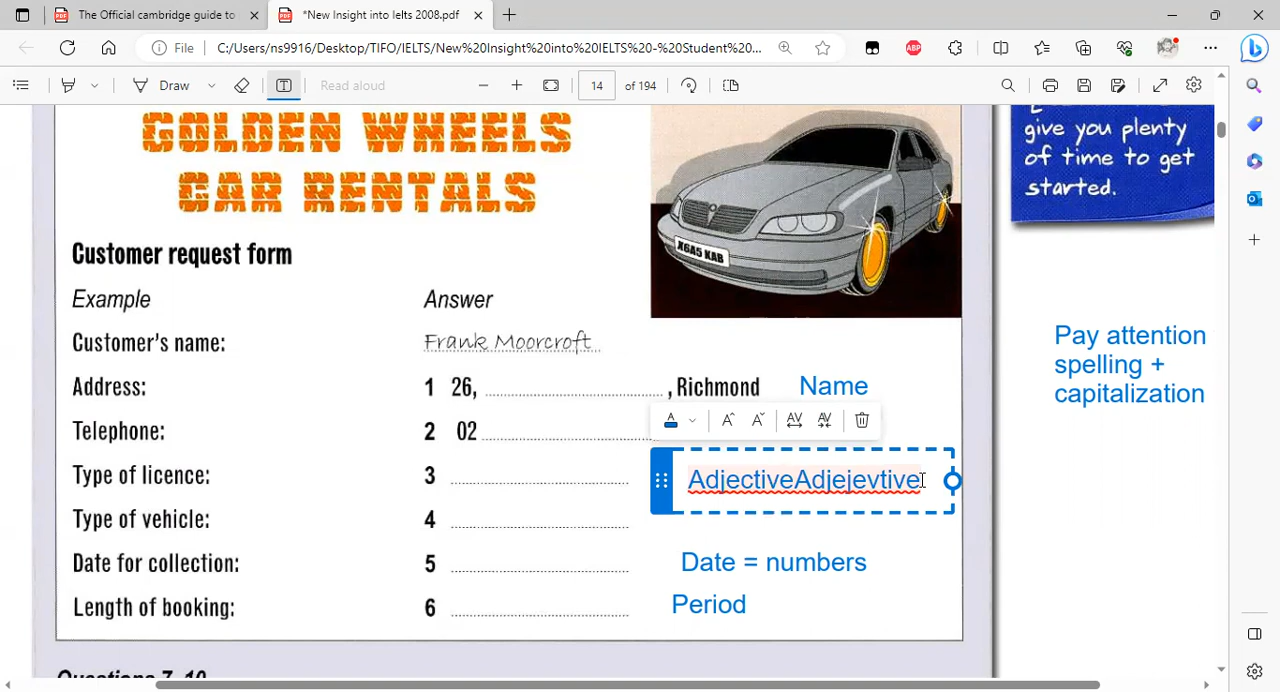 The Official cambridge guide to
*New Insight into Ielts 2008.pdf
File
C:/Users/ns9916/Desktop/TIFO/IELTS/New%20Insight%20into%20IELTS%20-%20Student%20...
ABP
Draw
Read aloud
14
of 194
GOLDEN WHEELS
CAR RENTALS
X6A5 KAB
give you plenty
of time to get
started.
Customer request form
Example
Answer
Customer's name:
Frank Moorcroft
Address:
1 26, , Richmond
Name
Telephone:
2 02
Type of licence:
3
AdjectiveAdjejevtive
Type of vehicle:
4
Date for collection:
5
Date = numbers
Length of booking:
6
Period
Pay attention
spelling +
capitalization
Questions 7–10